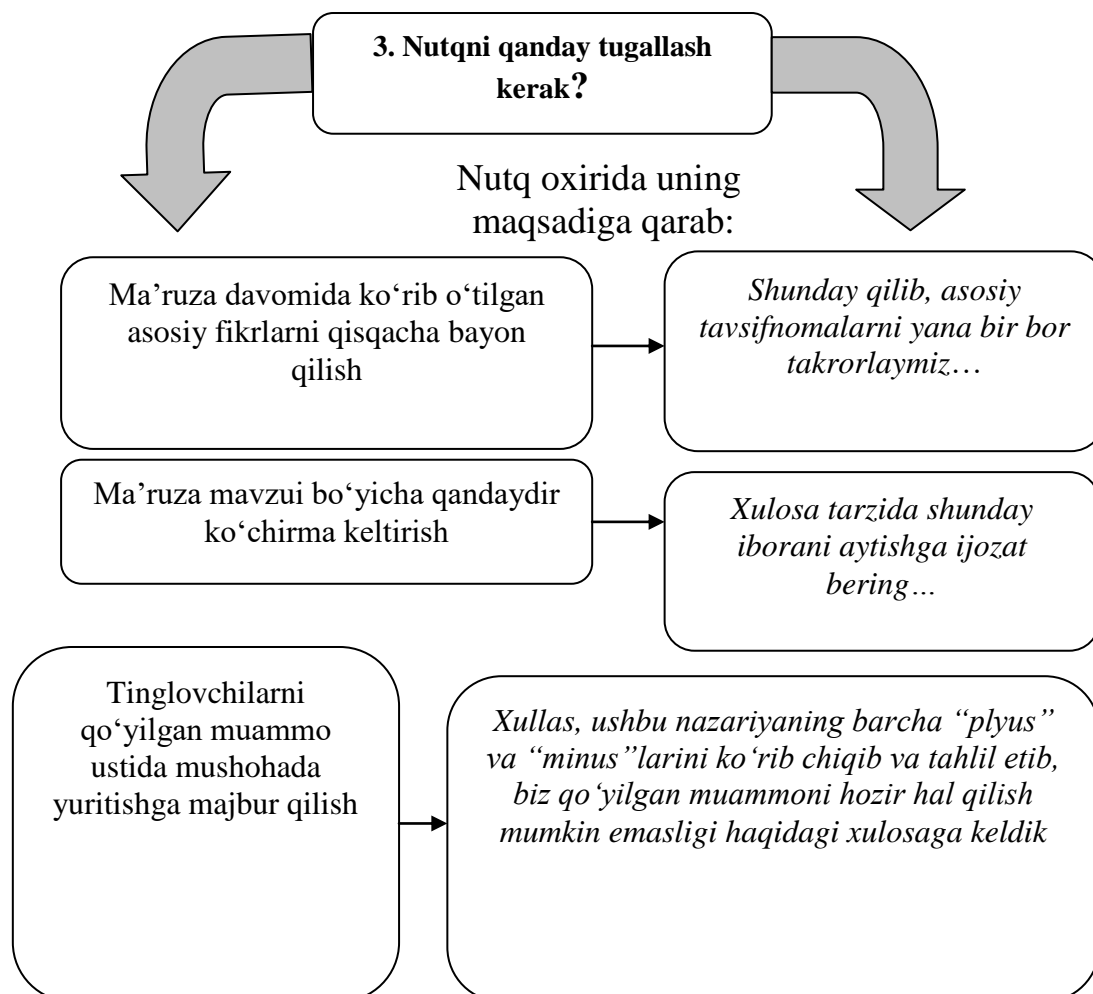 3. Nutqni qanday tugallash
kerak?
Nutq oxirida uning
maqsadiga qarab:
Ma’ruza davomida ko‘rib o‘tilgan
asosiy fikrlarni qisqacha bayon
qilish
Shunday qilib, asosiy
tavsifnomalarni yana bir bor
takrorlaymiz…
Ma’ruza mavzui bo‘yicha qandaydir
ko‘chirma keltirish
Xulosa tarzida shunday
iborani aytishga ijozat
bering…
Tinglovchilarni
qo‘yilgan muammo
ustida mushohada
yuritishga majbur qilish
Xullas, ushbu nazariyaning barcha “plyus”
va “minus”larini ko‘rib chiqib va tahlil etib,
biz qo‘yilgan muammoni hozir hal qilish
mumkin emasligi haqidagi xulosaga keldik